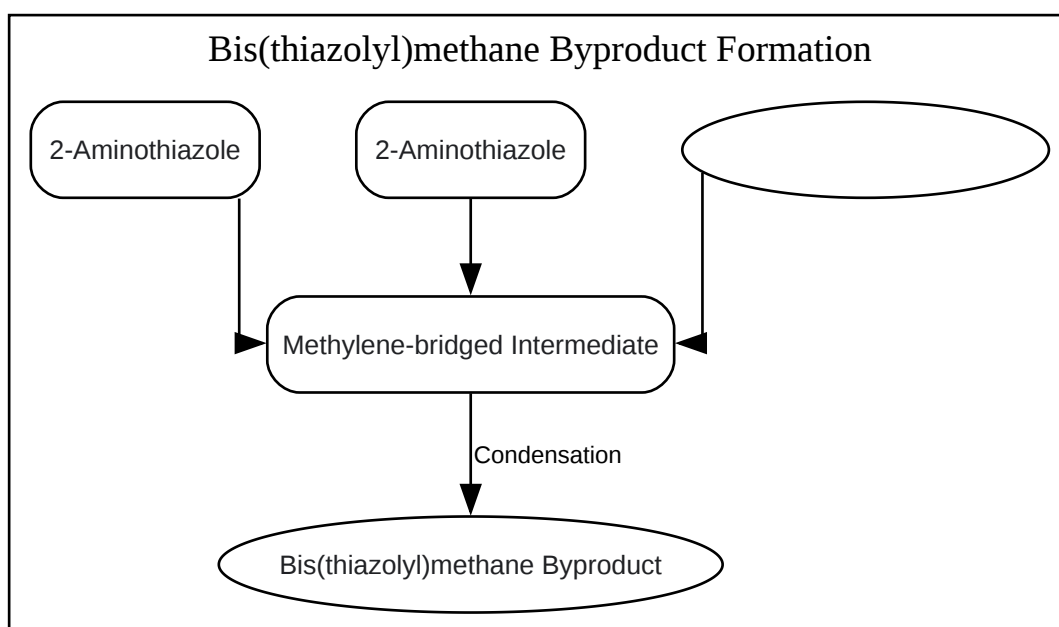 Bis(thiazolyl)methane Byproduct Formation
2-Aminothiazole
2-Aminothiazole
Methylene-bridged Intermediate
Condensation
Bis(thiazolyl)methane Byproduct